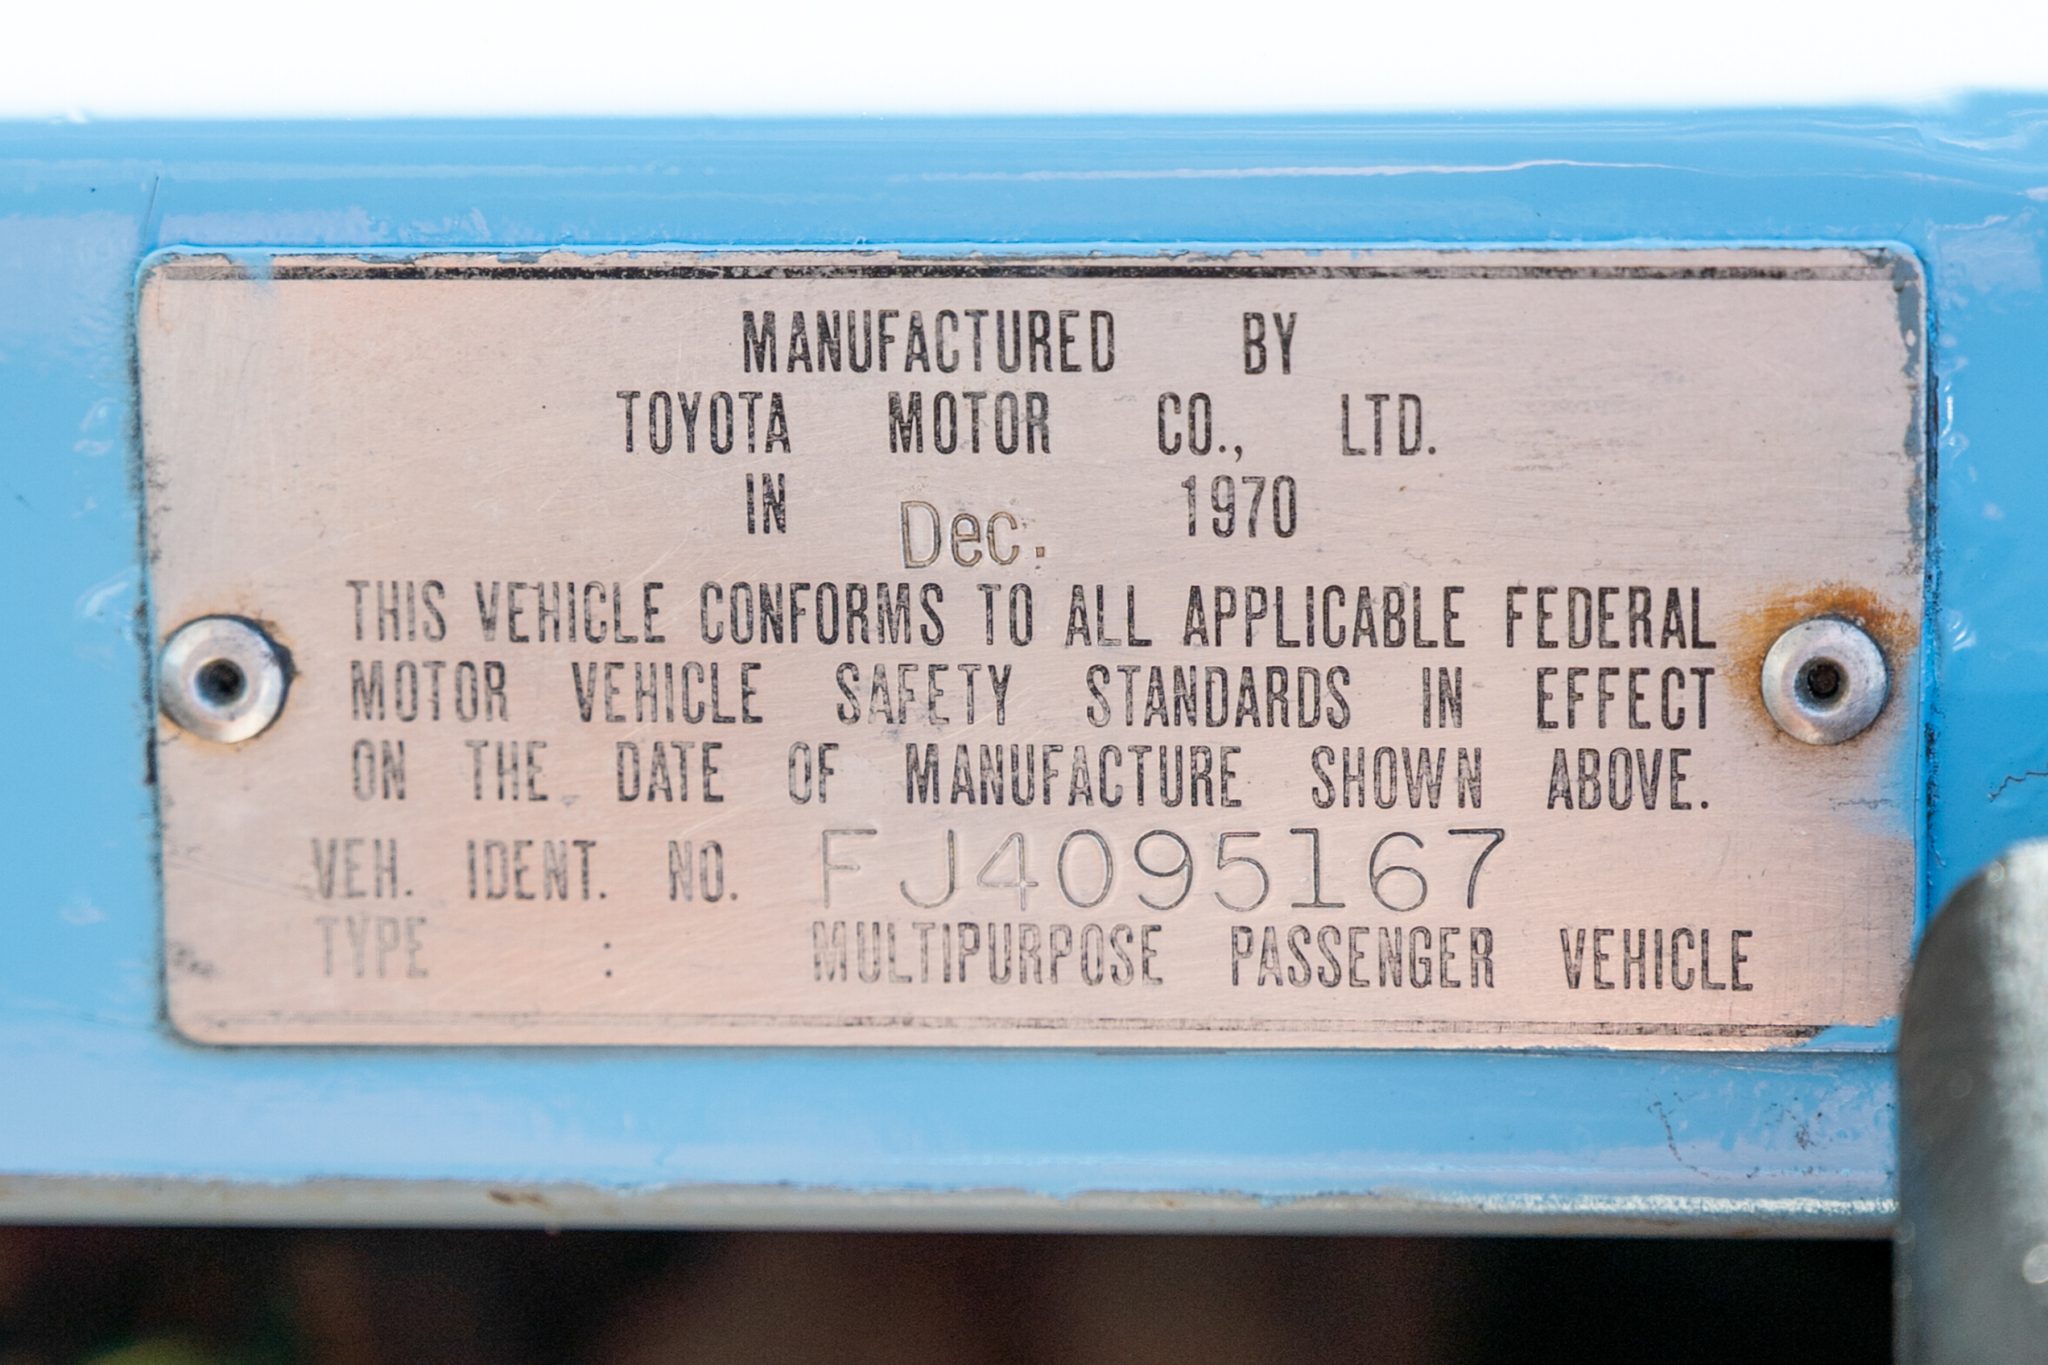 MANUFACTURED BY
TOYOTA MOTOR CO., LTD.
IN Dec. 1970
THIS VEHICLE CONFORMS TO ALL APPLICABLE FEDERAL
MOTOR VEHICLE SAFETY STANDARDS IN EFFECT
ON THE DATE OF MANUFACTURE SHOWN ABOVE.
VEH. IDENT. NO. FJ4095167
TYPE : MULTIPURPOSE PASSENGER VEHICLE